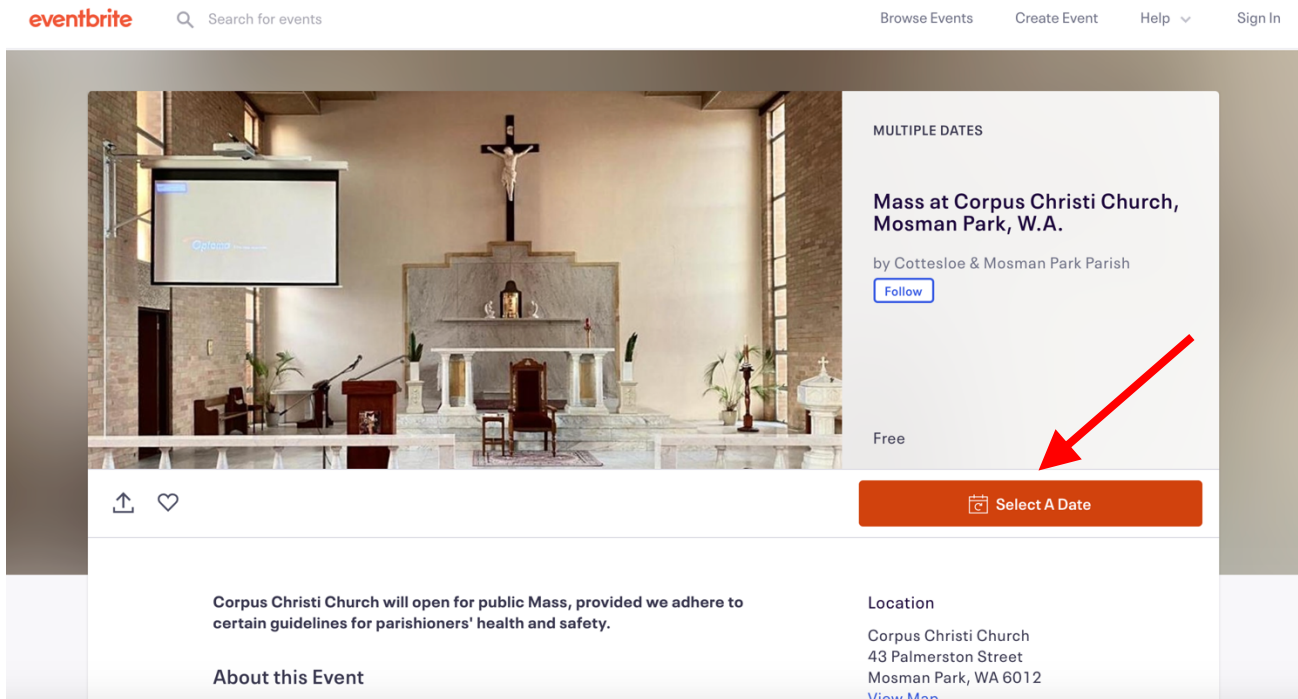 eventbrite
Search for events
Browse Events
Create Event
Help
Sign In
MULTIPLE DATES
Mass at Corpus Christi Church,
Mosman Park, W.A.
by Cottesloe & Mosman Park Parish
Follow
Free
Optoma
Select A Date
Corpus Christi Church will open for public Mass, provided we adhere to
certain guidelines for parishioners' health and safety.
About this Event
Location
Corpus Christi Church
43 Palmerston Street
Mosman Park, WA 6012
View Map